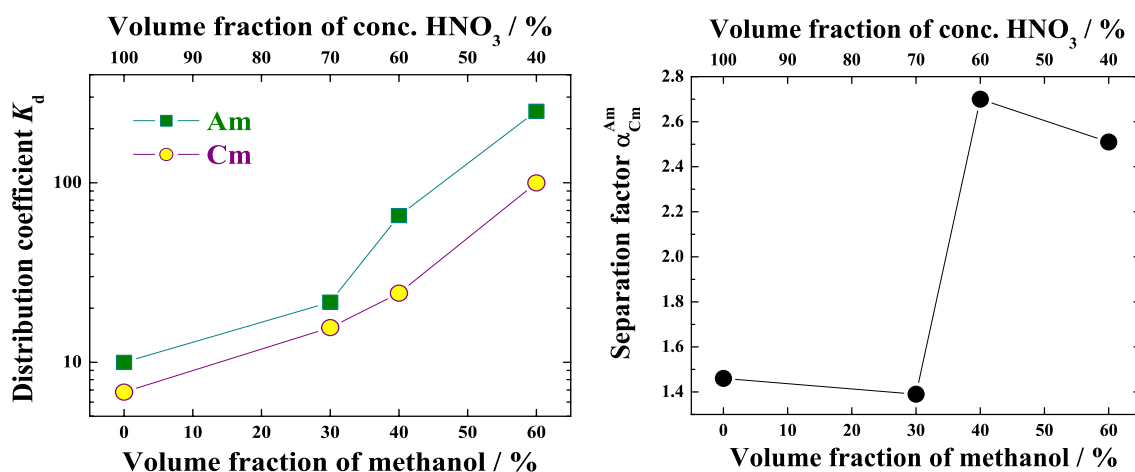 Volume fraction of conc. HNO₃ / %
100 90 80 70 60 50 40
Distribution coefficient K_d
100
10
Am
Cm
0 10 20 30 40 50 60
Volume fraction of methanol / %
Volume fraction of conc. HNO₃ / %
100 90 80 70 60 50 40
Separation factor α^Am_Cm
2.8
2.6
2.4
2.2
2.0
1.8
1.6
1.4
0 10 20 30 40 50 60
Volume fraction of methanol / %